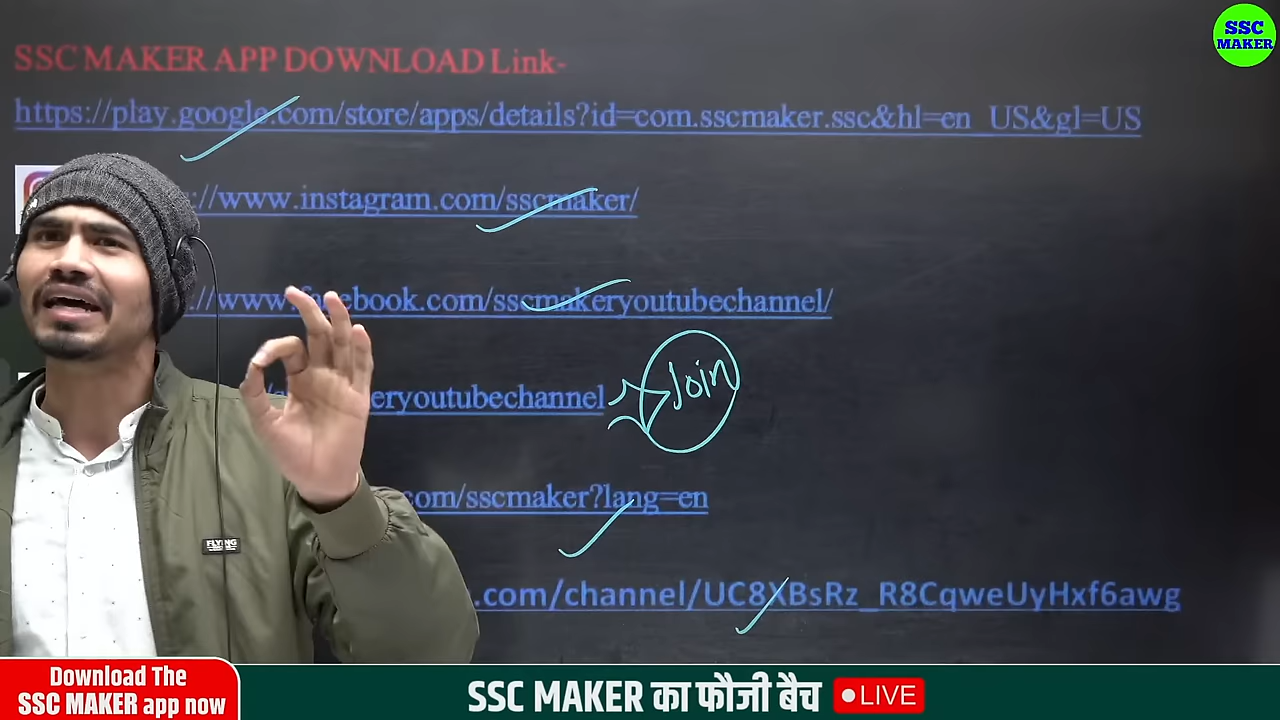 SSC MAKER
SSC MAKER APP DOWNLOAD Link-
https://play.google.com/store/apps/details?id=com.sscmaker.ssc&hl=en_US&gl=US
://www.instagram.com/sscmaker/
://www.facebook.com/sscmakeryoutubechannel/
eryoutubechannel
Join
com/sscmaker?lang=en
.com/channel/UC8XBsRz_R8CqweUyHxf6awg
FLYING
Download The
SSC MAKER app now
SSC MAKER का फौजी बैच
LIVE